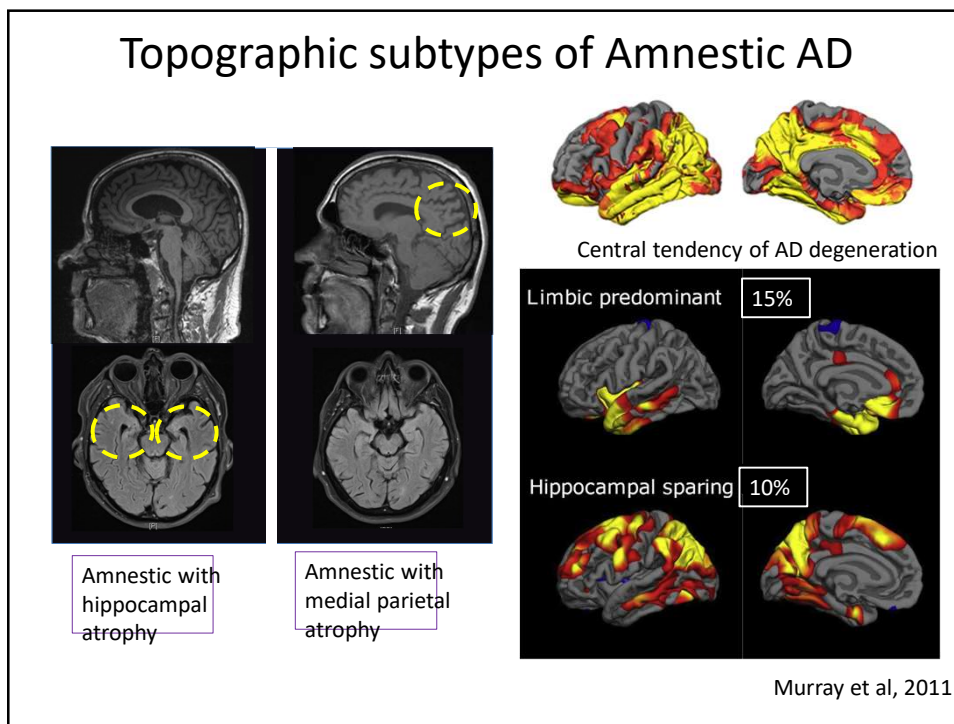 Topographic subtypes of Amnestic AD
Central tendency of AD degeneration
Limbic predominant 15%
Hippocampal sparing 10%
Amnestic with
hippocampal
atrophy
Amnestic with
medial parietal
atrophy
Murray et al, 2011